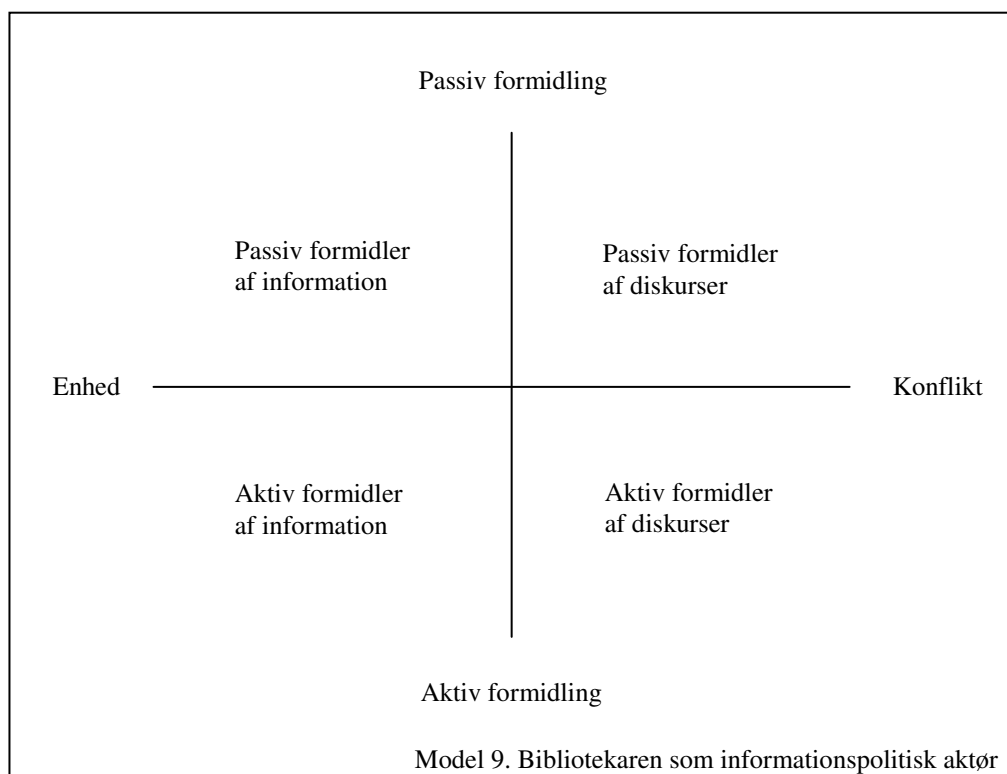 Passiv formidling
Passiv formidler
af information
Passiv formidler
af diskurser
Enhed
Konflikt
Aktiv formidler
af information
Aktiv formidler
af diskurser
Aktiv formidling
Model 9. Bibliotekaren som informationspolitisk aktør